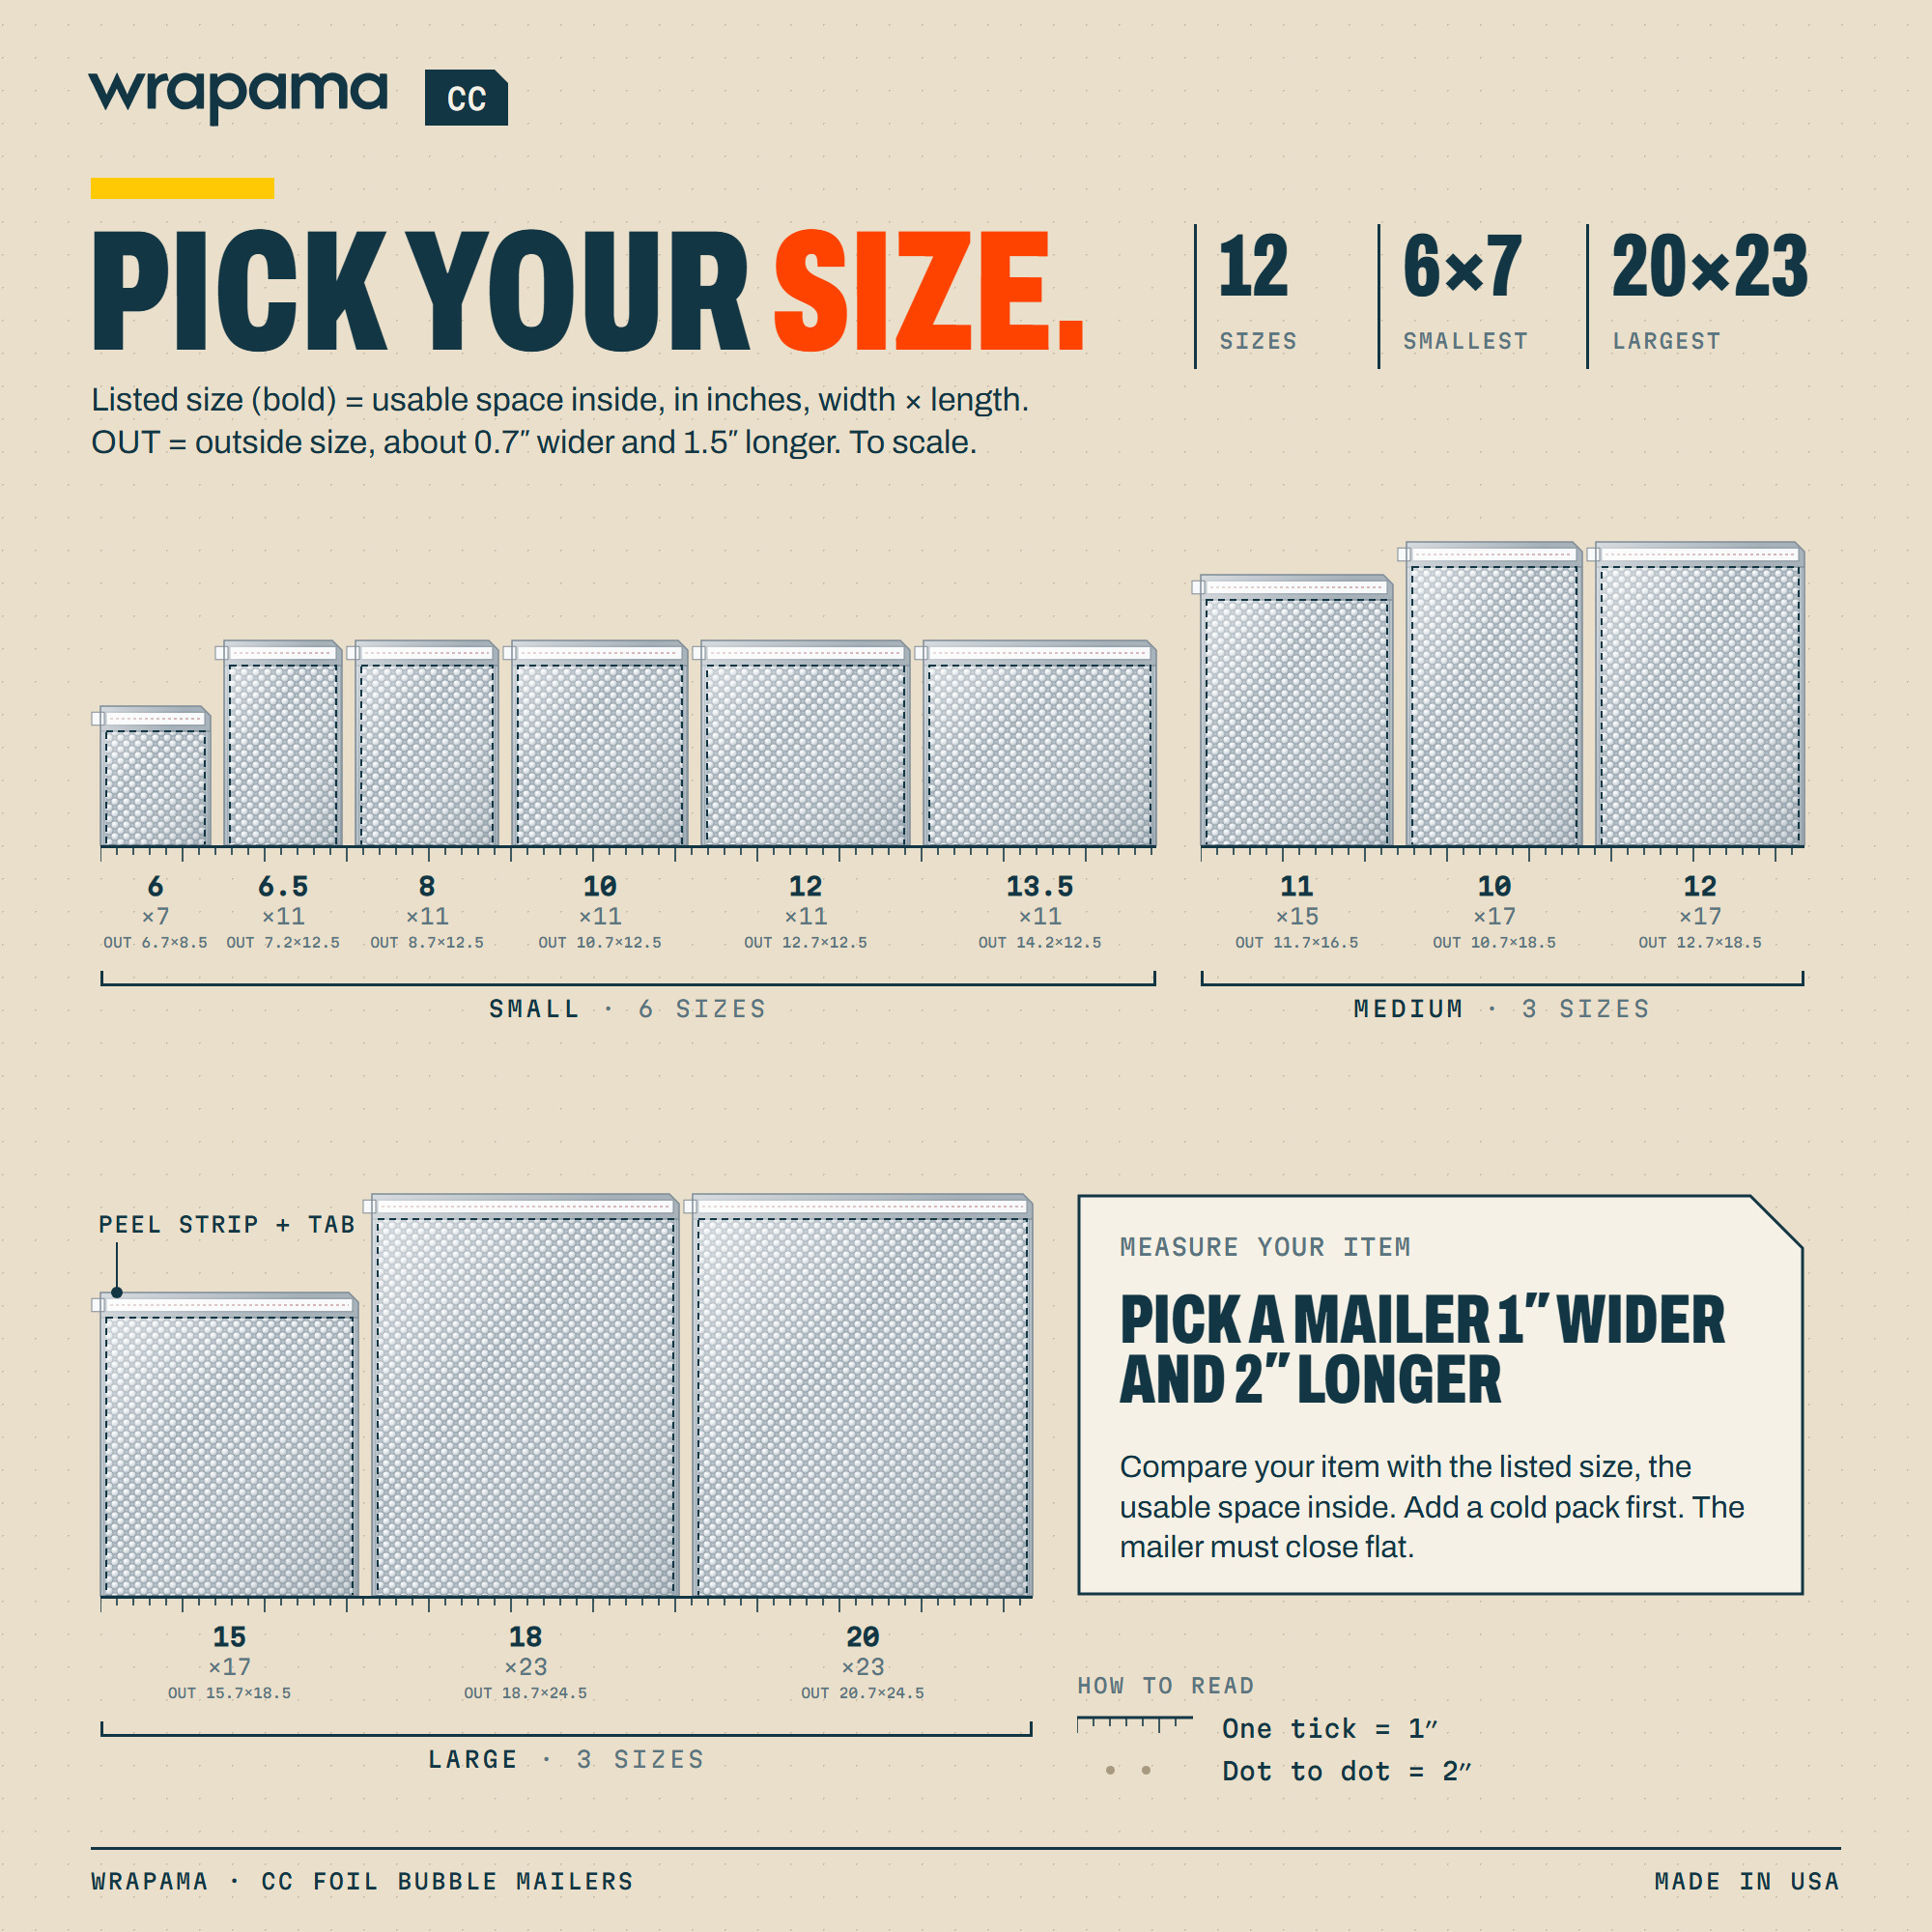 wrapama CC
PICK YOUR SIZE.
Listed size (bold) = usable space inside, in inches, width × length.
OUT = outside size, about 0.7″ wider and 1.5″ longer. To scale.
12
SIZES
6×7
SMALLEST
20×23
LARGEST
6
×7
OUT 6.7×8.5
6.5
×11
OUT 7.2×12.5
8
×11
OUT 8.7×12.5
10
×11
OUT 10.7×12.5
12
×11
OUT 12.7×12.5
13.5
×11
OUT 14.2×12.5
SMALL · 6 SIZES
11
×15
OUT 11.7×16.5
10
×17
OUT 10.7×18.5
12
×17
OUT 12.7×18.5
MEDIUM · 3 SIZES
PEEL STRIP + TAB
15
×17
OUT 15.7×18.5
18
×23
OUT 18.7×24.5
20
×23
OUT 20.7×24.5
LARGE · 3 SIZES
MEASURE YOUR ITEM
PICK A MAILER 1″ WIDER
AND 2″ LONGER
Compare your item with the listed size, the
usable space inside. Add a cold pack first. The
mailer must close flat.
HOW TO READ
One tick = 1″
Dot to dot = 2″
WRAPAMA · CC FOIL BUBBLE MAILERS
MADE IN USA